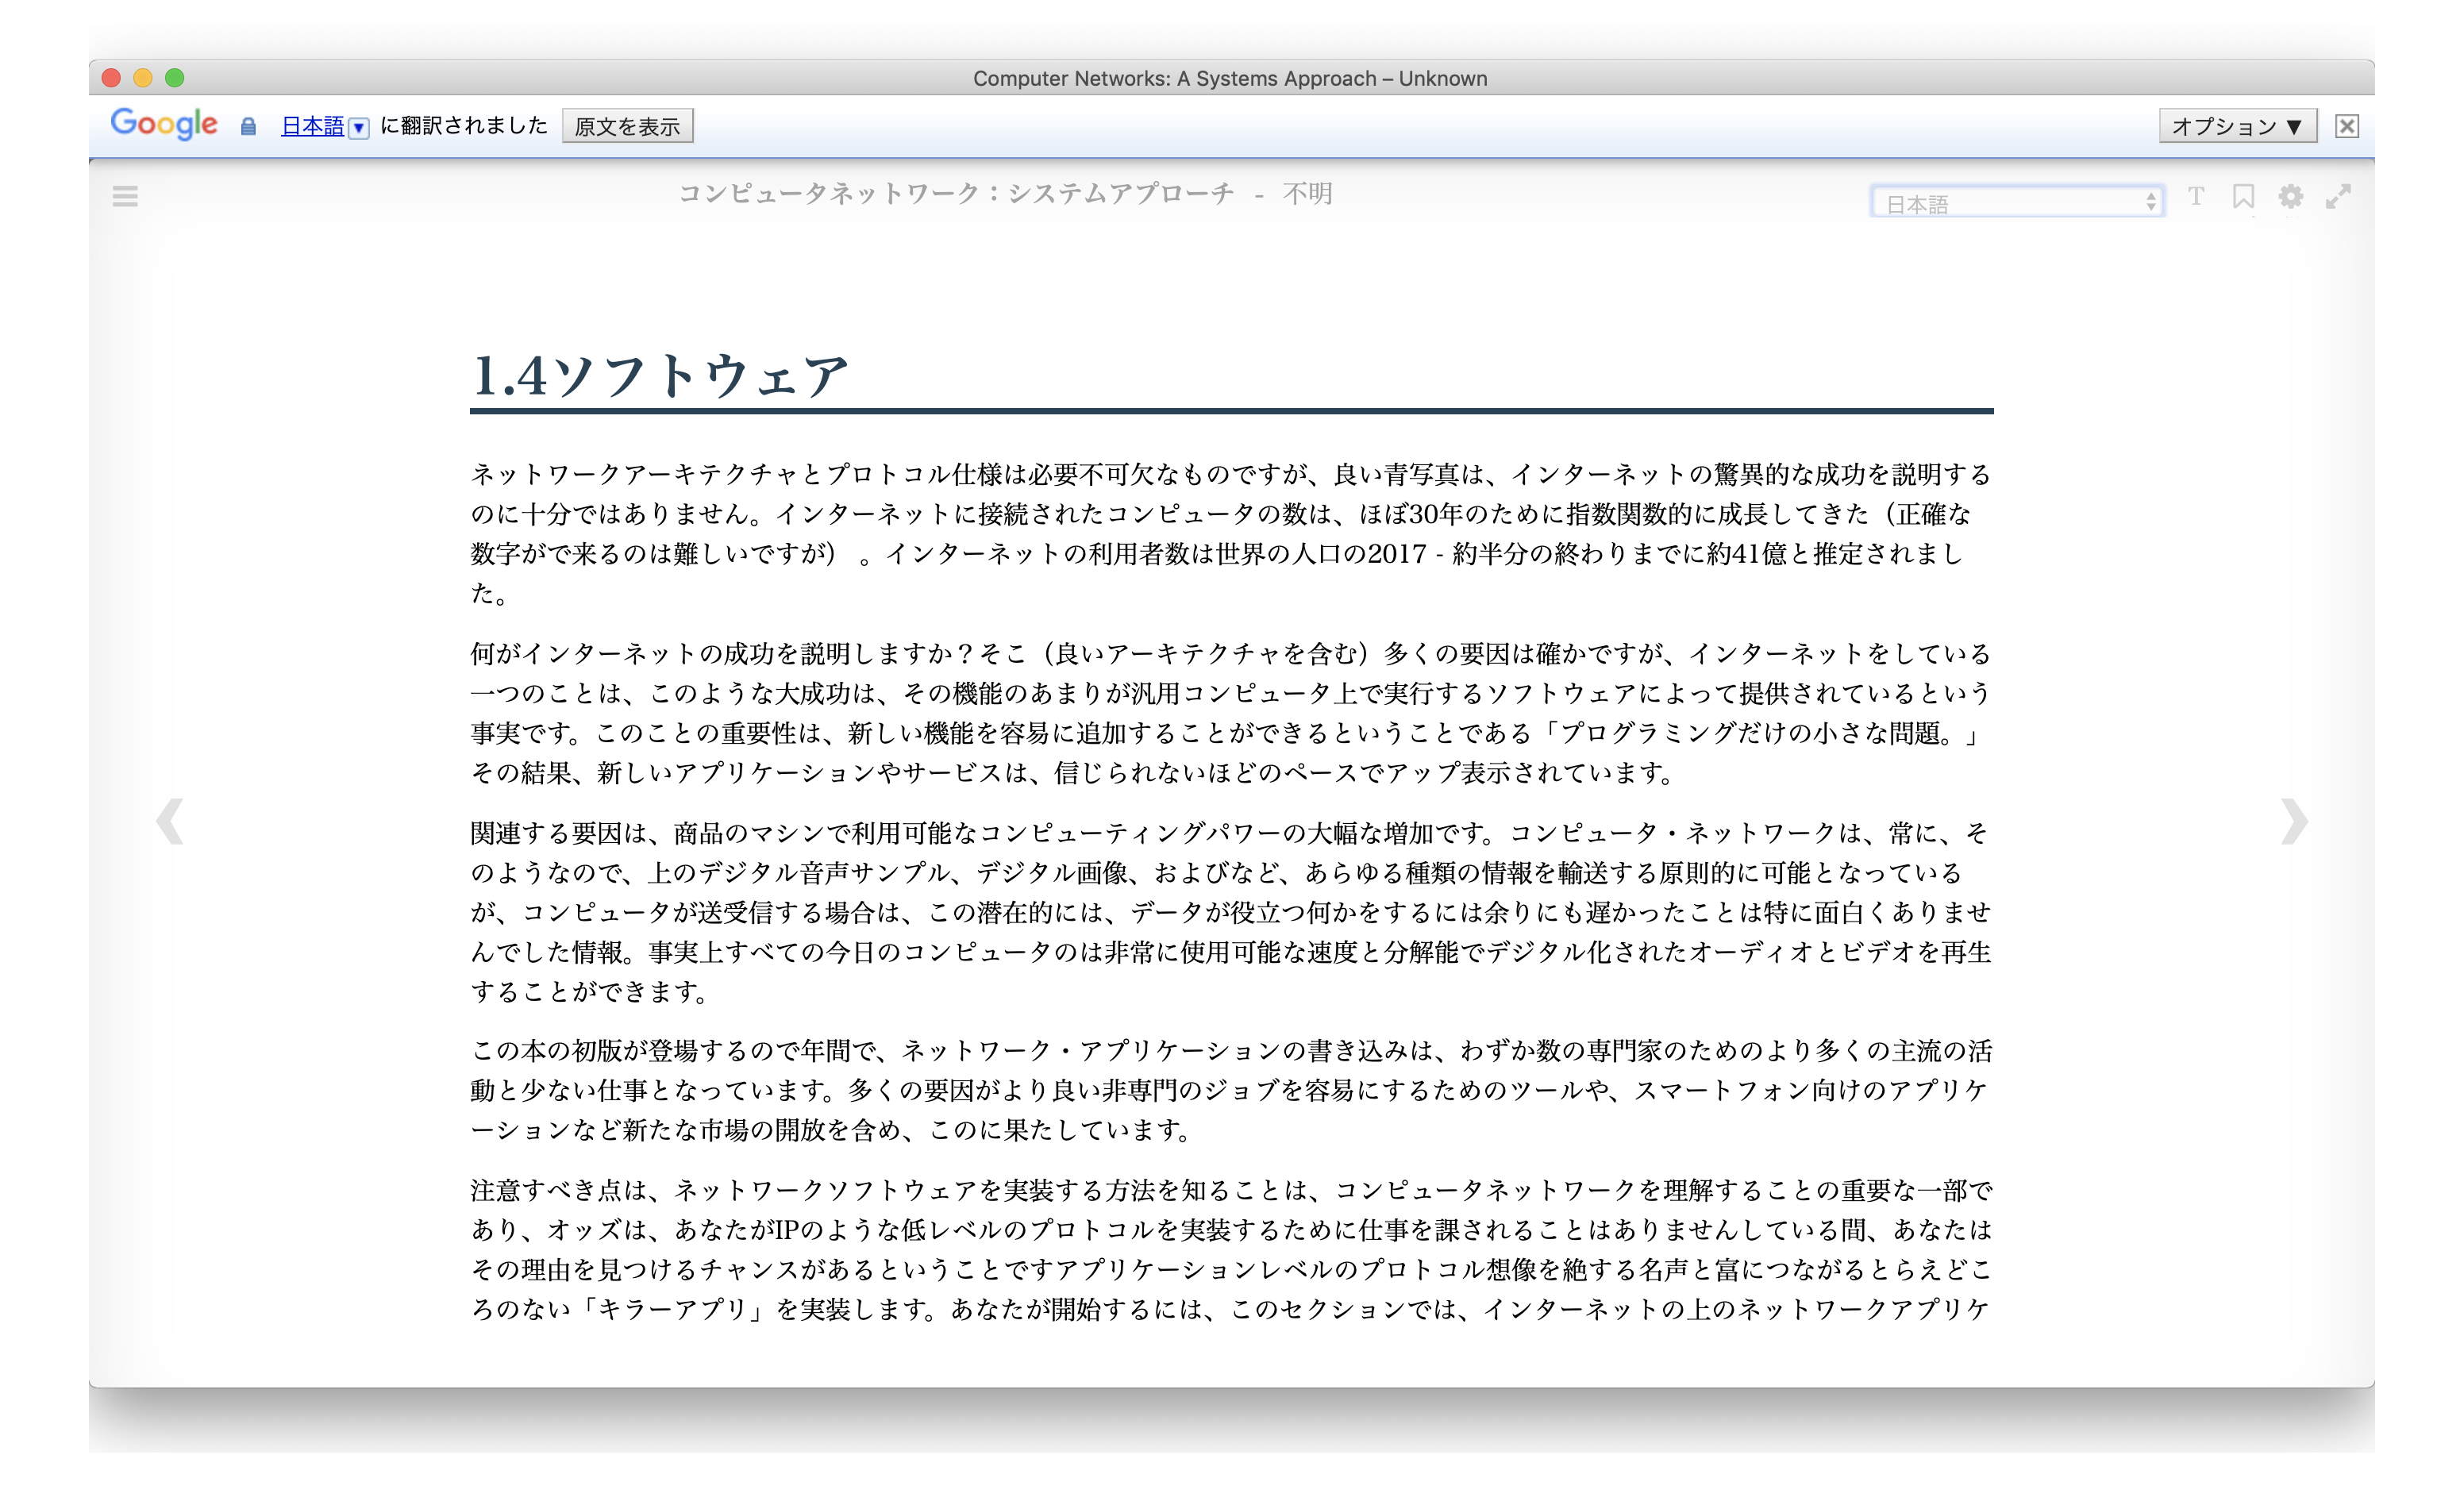 Computer Networks: A Systems Approach – Unknown
Google 日本語 ▼ に翻訳されました 原文を表示 オプション ▼
コンピュータネットワーク：システムアプローチ - 不明 日本語 T
1.4ソフトウェア
ネットワークアーキテクチャとプロトコル仕様は必要不可欠なものですが、良い青写真は、インターネットの驚異的な成功を説明する
のに十分ではありません。インターネットに接続されたコンピュータの数は、ほぼ30年のために指数関数的に成長してきた（正確な
数字がで来るのは難しいですが） 。インターネットの利用者数は世界の人口の2017 - 約半分の終わりまでに約41億と推定されまし
た。
何がインターネットの成功を説明しますか？そこ（良いアーキテクチャを含む）多くの要因は確かですが、インターネットをしている
一つのことは、このような大成功は、その機能のあまりが汎用コンピュータ上で実行するソフトウェアによって提供されているという
事実です。このことの重要性は、新しい機能を容易に追加することができるということである「プログラミングだけの小さな問題。」
その結果、新しいアプリケーションやサービスは、信じられないほどのペースでアップ表示されています。
関連する要因は、商品のマシンで利用可能なコンピューティングパワーの大幅な増加です。コンピュータ・ネットワークは、常に、そ
のようなので、上のデジタル音声サンプル、デジタル画像、およびなど、あらゆる種類の情報を輸送する原則的に可能となっている
が、コンピュータが送受信する場合は、この潜在的には、データが役立つ何かをするには余りにも遅かったことは特に面白くありませ
んでした情報。事実上すべての今日のコンピュータのは非常に使用可能な速度と分解能でデジタル化されたオーディオとビデオを再生
することができます。
この本の初版が登場するので年間で、ネットワーク・アプリケーションの書き込みは、わずか数の専門家のためのより多くの主流の活
動と少ない仕事となっています。多くの要因がより良い非専門のジョブを容易にするためのツールや、スマートフォン向けのアプリケ
ーションなど新たな市場の開放を含め、このに果たしています。
注意すべき点は、ネットワークソフトウェアを実装する方法を知ることは、コンピュータネットワークを理解することの重要な一部で
あり、オッズは、あなたがIPのような低レベルのプロトコルを実装するために仕事を課されることはありませんしている間、あなたは
その理由を見つけるチャンスがあるということですアプリケーションレベルのプロトコル想像を絶する名声と富につながるとらえどこ
ろのない「キラーアプリ」を実装します。あなたが開始するには、このセクションでは、インターネットの上のネットワークアプリケ